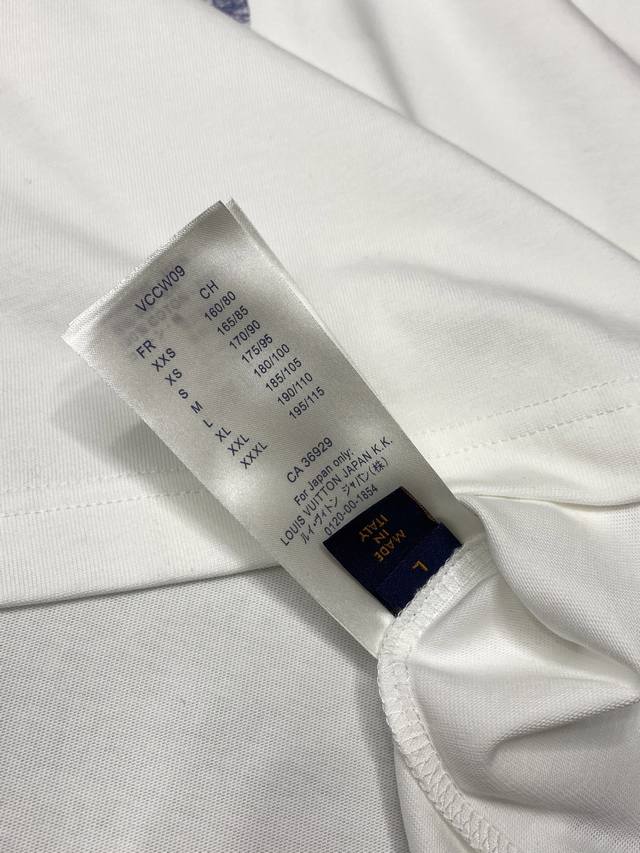 VCCW09
FR CH
XXS 160/80
XS 165/85
S 170/90
M 175/95
L 180/100
XL 185/105
XXL 190/110
XXXL 195/115
CA 36929
For Japan only:
LOUIS VUITTON JAPAN K.K.
ルイ・ヴィトン ジャパン(株)
0120-00-1854
MADE
IN
ITALY
L